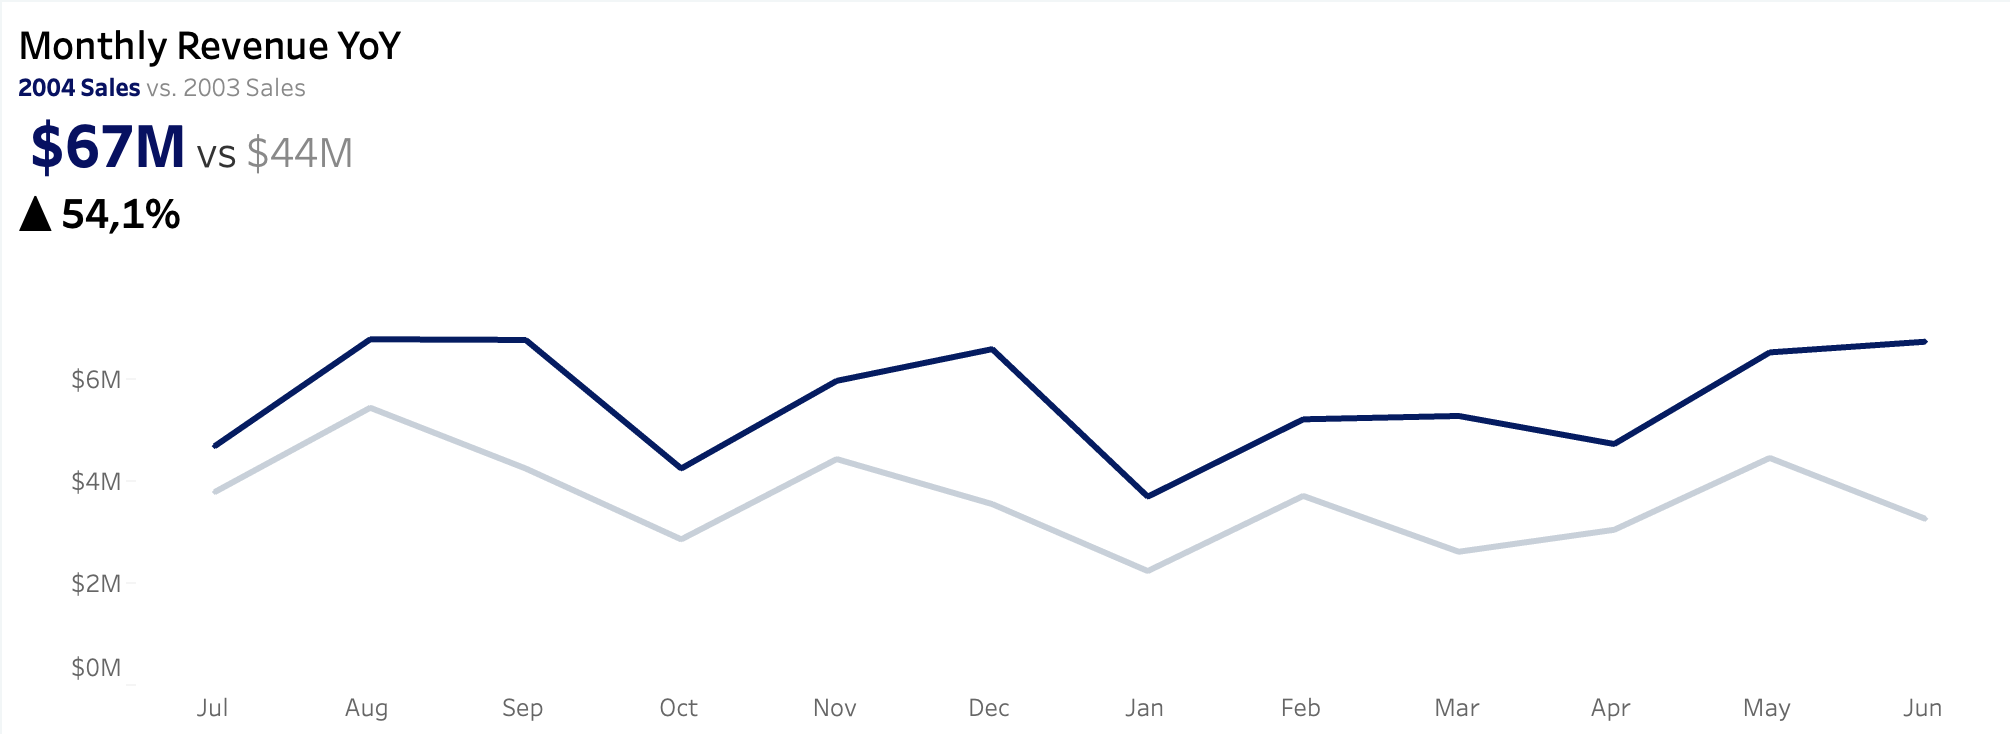 Monthly Revenue YoY
2004 Sales vs. 2003 Sales
$67M vs $44M
▲ 54,1%
$6M
$4M
$2M
$0M
Jul Aug Sep Oct Nov Dec Jan Feb Mar Apr May Jun